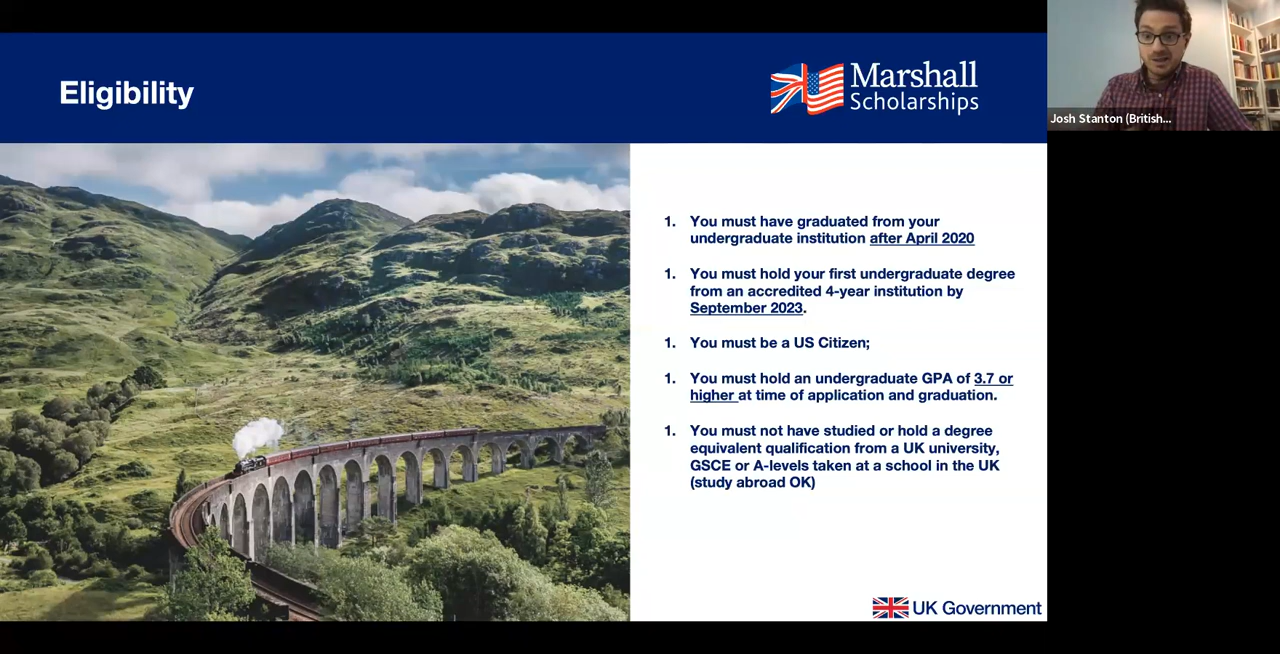 Eligibility
Marshall
Scholarships
Josh Stanton (British...
1. You must have graduated from your
undergraduate institution after April 2020
1. You must hold your first undergraduate degree
from an accredited 4-year institution by
September 2023.
1. You must be a US Citizen;
1. You must hold an undergraduate GPA of 3.7 or
higher at time of application and graduation.
1. You must not have studied or hold a degree
equivalent qualification from a UK university,
GSCE or A-levels taken at a school in the UK
(study abroad OK)
UK Government